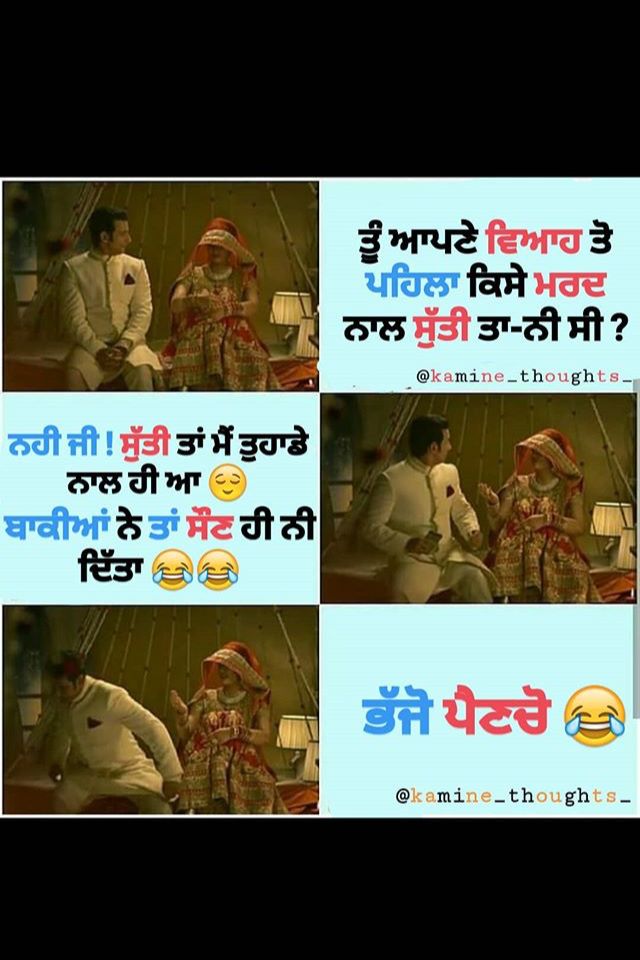 ਤੂੰ ਆਪਣੇ ਵਿਆਹ ਤੋ
ਪਹਿਲਾ ਕਿਸੇ ਮਰਦ
ਨਾਲ ਸੁੱਤੀ ਤਾ-ਨੀ ਸੀ ?
@kamine_thoughts_
ਨਹੀ ਜੀ ! ਸੁੱਤੀ ਤਾਂ ਮੈਂ ਤੁਹਾਡੇ
ਨਾਲ ਹੀ ਆ 😌
ਬਾਕੀਆਂ ਨੇ ਤਾਂ ਸੌਣ ਹੀ ਨੀ
ਦਿੱਤਾ 😂😂
ਭੱਜੋ ਪੈਣਚੋ 😂
@kamine_thoughts_